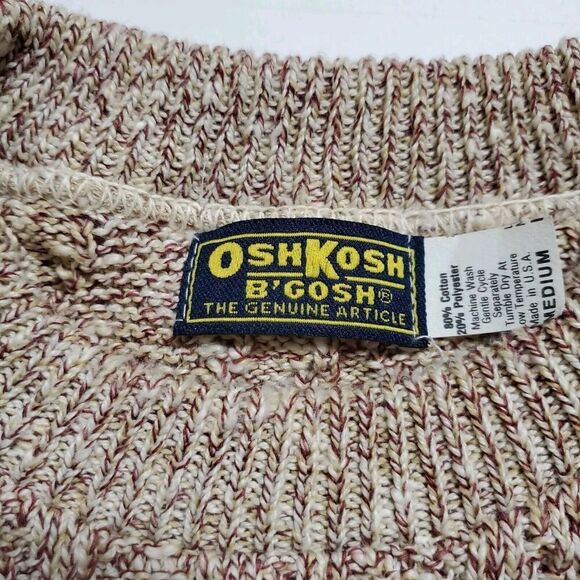 OSHKOSH
B'GOSH®
THE GENUINE ARTICLE
80% Cotton
20% Polyester
Machine Wash
Gentle Cycle
Separately
Tumble Dry At
Low Temperature
Made in U.S.A.
MEDIUM